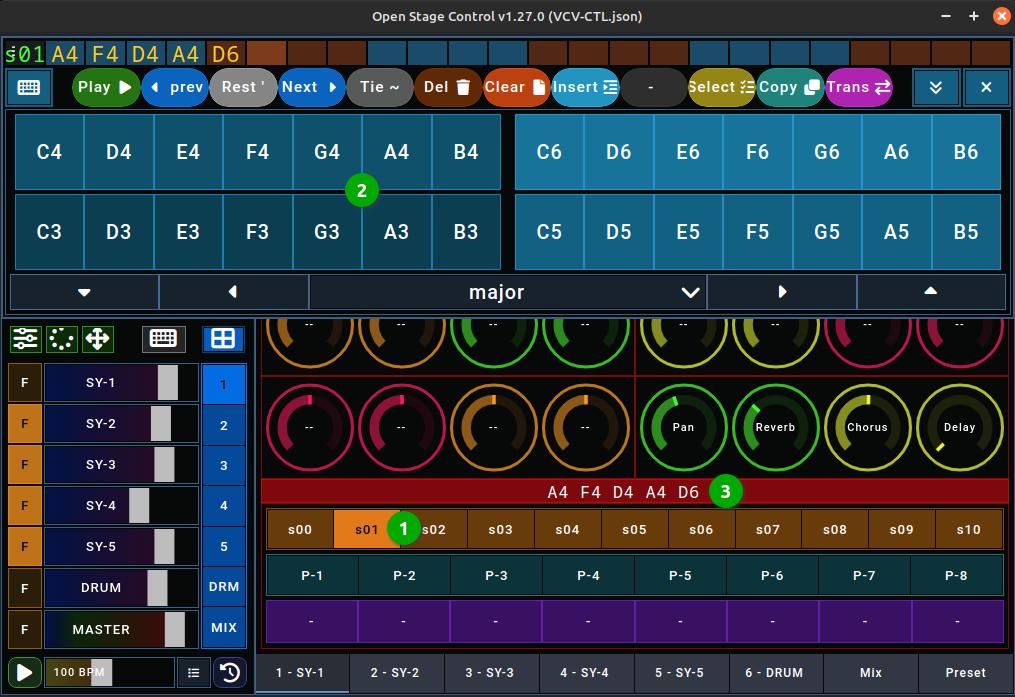 Open Stage Control v1.27.0 (VCV-CTL.json)
s01 A4 F4 D4 A4 D6
Play prev Rest ' Next Tie ~ Del Clear Insert - Select Copy Trans
C4 D4 E4 F4 G4 A4 B4 C6 D6 E6 F6 G6 A6 B6
2
C3 D3 E3 F3 G3 A3 B3 C5 D5 E5 F5 G5 A5 B5
major
-- -- -- -- -- -- -- --
F SY-1 1
F SY-2 2
-- -- -- -- Pan Reverb Chorus Delay
F SY-3 3
A4 F4 D4 A4 D6 3
F SY-4 4
s00 s01 1 s02 s03 s04 s05 s06 s07 s08 s09 s10
F SY-5 5
P-1 P-2 P-3 P-4 P-5 P-6 P-7 P-8
F DRUM DRM
- - - - - - - -
F MASTER MIX
100 BPM
1 - SY-1 2 - SY-2 3 - SY-3 4 - SY-4 5 - SY-5 6 - DRUM Mix Preset